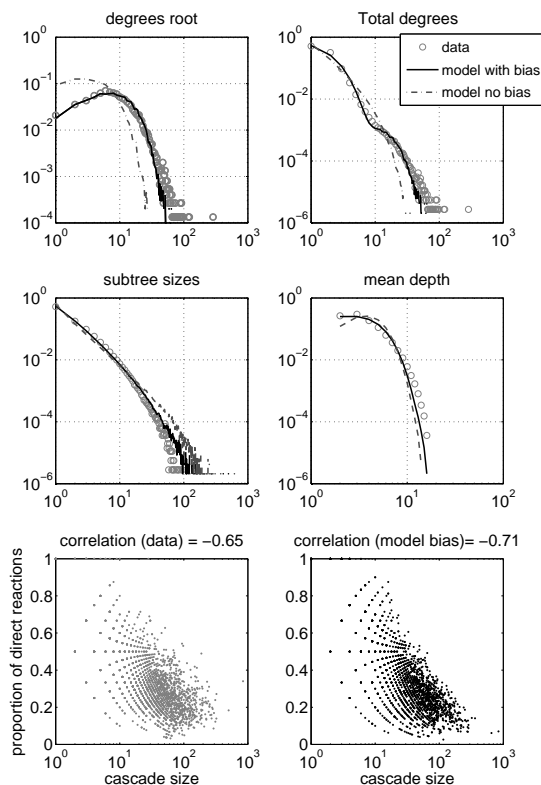 degrees root
Total degrees
10^0
10^-1
10^-2
10^-3
10^-4
10^0 10^1 10^2 10^3
10^0
10^-2
10^-4
10^-6
10^0 10^1 10^2 10^3
data
model with bias
model no bias
subtree sizes
mean depth
10^0
10^-2
10^-4
10^-6
10^0 10^1 10^2 10^3
10^0
10^-2
10^-4
10^-6
10^0 10^1 10^2
correlation (data) = −0.65
correlation (model bias)= −0.71
proportion of direct reactions
1
0.8
0.6
0.4
0.2
0
10^0 10^1 10^2 10^3
cascade size
1
0.8
0.6
0.4
0.2
0
10^0 10^1 10^2 10^3
cascade size